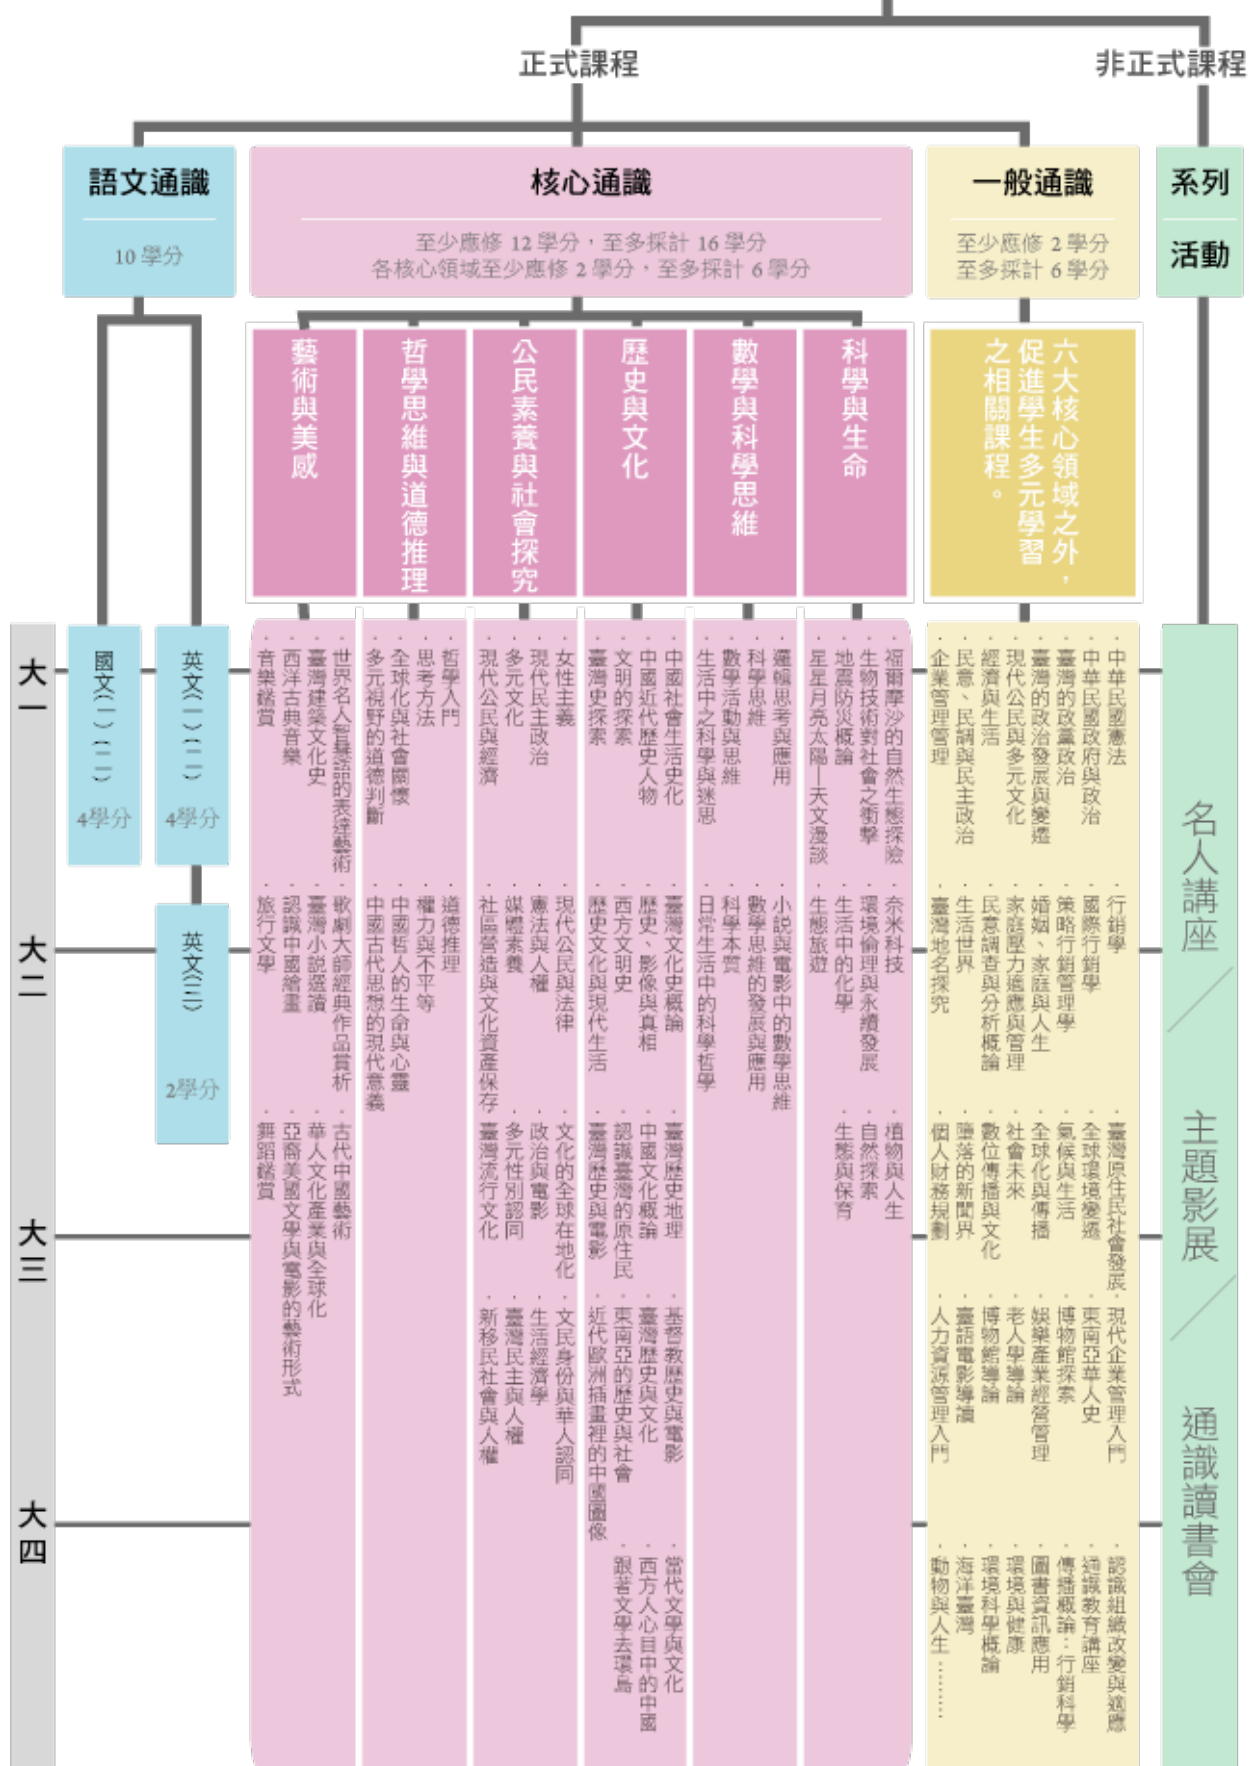 正式課程
非正式課程
語文通識
10 學分
核心通識
至少應修 12 學分，至多採計 16 學分
各核心領域至少應修 2 學分，至多採計 6 學分
一般通識
至少應修 2 學分
至多採計 6 學分
系列
活動
藝術與美感
哲學思維與道德推理
公民素養與社會探究
歷史與文化
數學與科學思維
科學與生命
六大核心領域之外，
促進學生多元學習
之相關課程。
大一
大二
大三
大四
國文(一)(二)
4學分
英文(一)(二)
4學分
英文(三)
2學分
·世界名人智慧語的表達藝術
·臺灣建築文化史
·西洋古典音樂
·音樂鑑賞
·歌劇大師經典作品賞析
·臺灣小說選讀
·認識中國繪畫
·旅行文學
·古代中國藝術
·華人文化產業與全球化
·亞裔美國文學與電影的藝術形式
·舞蹈鑑賞
·哲學入門
·思考方法
·全球化與社會關懷
·多元視野的道德判斷
·道德推理
·權力與不平等
·中國哲人的生命與心靈
·中國古代思想的現代意義
·女性主義
·現代民主政治
·多元文化
·現代公民與經濟
·現代公民與法律
·憲法與人權
·媒體素養
·社區營造與文化資產保存
·文化的全球在地化
·政治與電影
·多元性別認同
·臺灣流行文化
·文民身份與華人認同
·生活經濟學
·臺灣民主與人權
·新移民社會與人權
·中國社會生活史化
·中國近代歷史人物
·文明的探索
·臺灣史探索
·臺灣文化史概論
·歷史、影像與真相
·西方文明史
·歷史文化與現代生活
·臺灣歷史地理
·中國文化概論
·認識臺灣的原住民
·臺灣歷史與電影
·基督教歷史與電影
·臺灣歷史與文化
·東南亞的歷史與社會
·近代歐洲插畫裡的中國圖像
·當代文學與文化
·西方人心目中的中國
·跟著文學去環島
·邏輯思考與應用
·科學思維
·數學活動與思維
·生活中之科學與迷思
·小說與電影中的數學思維
·數學思維的發展與應用
·科學本質
·日常生活中的科學哲學
·福爾摩沙的自然生態探險
·生物技術對社會之衝擊
·地震防災概論
·星星月亮太陽—天文漫談
·奈米科技
·環境倫理與永續發展
·生活中的化學
·生態旅遊
·植物與人生
·自然探索
·生態與保育
·中華民國憲法
·中華民國政府與政治
·臺灣的政黨政治
·臺灣的政治發展與變遷
·現代公民與多元文化
·經濟與生活
·民意、民調與民主政治
·企業管理管理
·行銷學
·國際行銷學
·策略行銷管理學
·婚姻、家庭與人生
·家庭壓力適應與管理
·民意調查與分析概論
·生活世界
·臺灣地名探究
·臺灣原住民社會發展
·全球環境變遷
·氣候與生活
·全球化與傳播
·社會未來
·數位傳播與文化
·墮落的新聞界
·個人財務規劃
·現代企業管理入門
·東南亞華人史
·博物館探索
·娛樂產業經營管理
·老人學導論
·博物館導論
·臺語電影導讀
·人力資源管理入門
·認識組織改變與適應
·通識教育講座
·傳播概論：行銷科學
·圖書資訊應用
·環境與健康
·環境科學概論
·海洋臺灣
·動物與人生………
名人講座
主題影展
通識讀書會